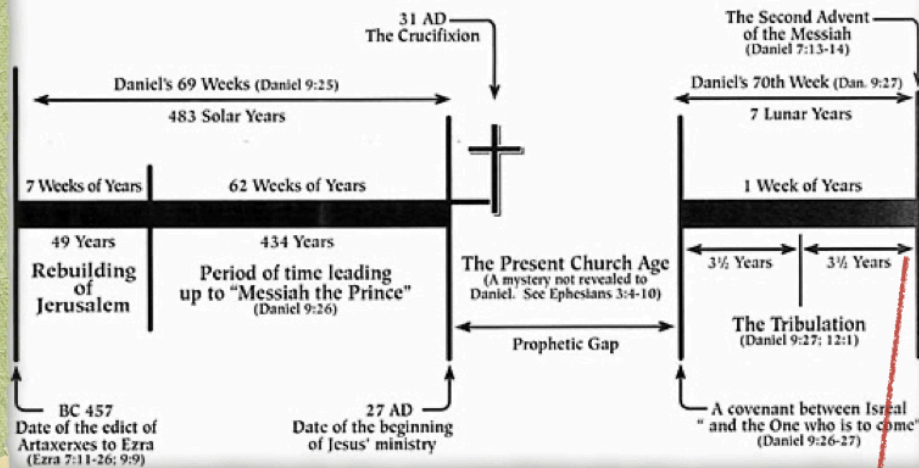 31 AD
The Crucifixion
The Second Advent
of the Messiah
(Daniel 7:13-14)
Daniel's 69 Weeks (Daniel 9:25)
483 Solar Years
Daniel's 70th Week (Dan. 9:27)
7 Lunar Years
7 Weeks of Years
62 Weeks of Years
1 Week of Years
49 Years
Rebuilding
of
Jerusalem
434 Years
Period of time leading
up to "Messiah the Prince"
(Daniel 9:26)
The Present Church Age
(A mystery not revealed to
Daniel. See Ephesians 3:4-10)
Prophetic Gap
3½ Years
3½ Years
The Tribulation
(Daniel 9:27; 12:1)
BC 457
Date of the edict of
Artaxerxes to Ezra
(Ezra 7:11-26; 9:9)
27 AD
Date of the beginning
of Jesus' ministry
A covenant between Isreal
" and the One who is to come"
(Daniel 9:26-27)